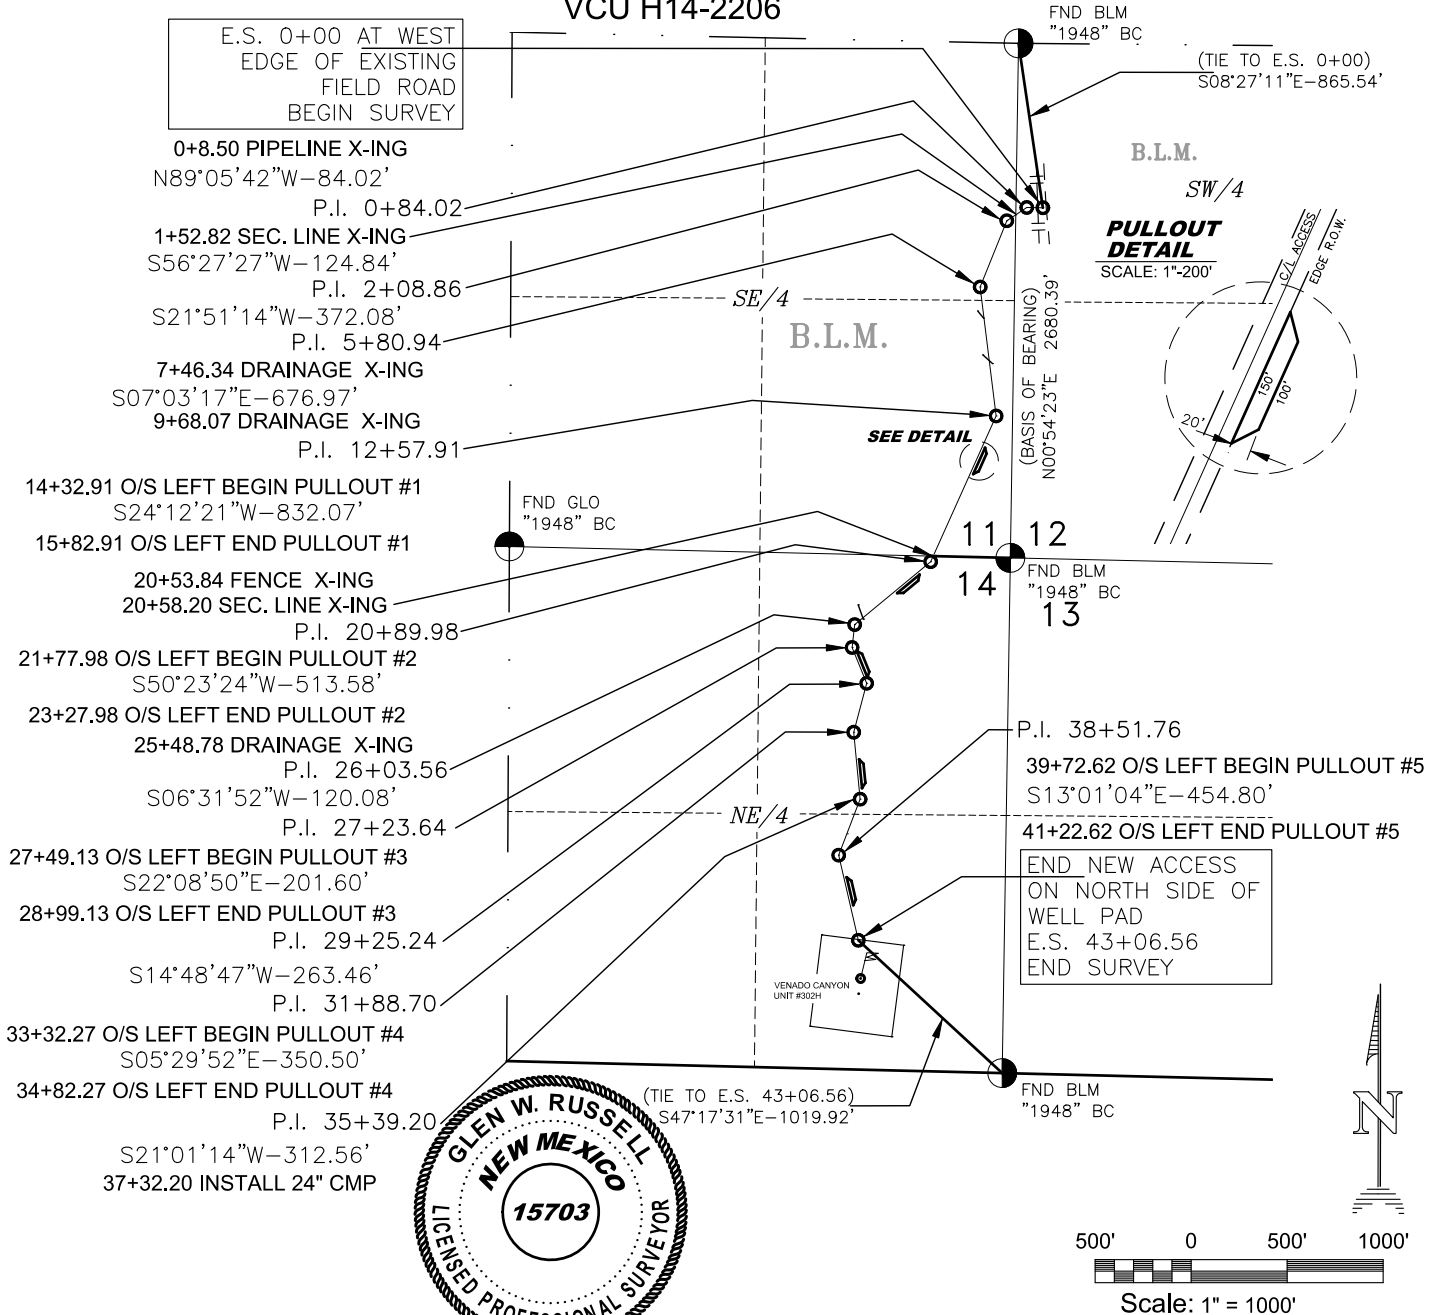 VCU H14-2206
E.S. 0+00 AT WEST
EDGE OF EXISTING
FIELD ROAD
BEGIN SURVEY
0+8.50 PIPELINE X-ING
N89°05'42"W-84.02'
P.I. 0+84.02
1+52.82 SEC. LINE X-ING
S56°27'27"W-124.84'
P.I. 2+08.86
S21°51'14"W-372.08'
P.I. 5+80.94
7+46.34 DRAINAGE X-ING
S07°03'17"E-676.97'
9+68.07 DRAINAGE X-ING
P.I. 12+57.91
14+32.91 O/S LEFT BEGIN PULLOUT #1
S24°12'21"W-832.07'
15+82.91 O/S LEFT END PULLOUT #1
20+53.84 FENCE X-ING
20+58.20 SEC. LINE X-ING
P.I. 20+89.98
21+77.98 O/S LEFT BEGIN PULLOUT #2
S50°23'24"W-513.58'
23+27.98 O/S LEFT END PULLOUT #2
25+48.78 DRAINAGE X-ING
P.I. 26+03.56
S06°31'52"W-120.08'
P.I. 27+23.64
27+49.13 O/S LEFT BEGIN PULLOUT #3
S22°08'50"E-201.60'
28+99.13 O/S LEFT END PULLOUT #3
P.I. 29+25.24
S14°48'47"W-263.46'
P.I. 31+88.70
33+32.27 O/S LEFT BEGIN PULLOUT #4
S05°29'52"E-350.50'
34+82.27 O/S LEFT END PULLOUT #4
P.I. 35+39.20
S21°01'14"W-312.56'
37+32.20 INSTALL 24" CMP
FND BLM
"1948" BC
(TIE TO E.S. 0+00)
S08°27'11"E-865.54'
B.L.M.
SW/4
PULLOUT
DETAIL
SCALE: 1"-200'
C/L ACCESS
EDGE R.O.W.
150'
100'
20'
SE/4
B.L.M.
(BASIS OF BEARING)
N00°54'23"E 2680.39'
SEE DETAIL
FND GLO
"1948" BC
11 12
14
13
FND BLM
"1948" BC
P.I. 38+51.76
39+72.62 O/S LEFT BEGIN PULLOUT #5
S13°01'04"E-454.80'
41+22.62 O/S LEFT END PULLOUT #5
NE/4
END NEW ACCESS
ON NORTH SIDE OF
WELL PAD
E.S. 43+06.56
END SURVEY
VENADO CANYON
UNIT #302H
(TIE TO E.S. 43+06.56)
S47°17'31"E-1019.92'
FND BLM
"1948" BC
GLEN W. RUSSELL
NEW MEXICO
15703
LICENSED PROFESSIONAL SURVEYOR
N
500' 0 500' 1000'
Scale: 1" = 1000'